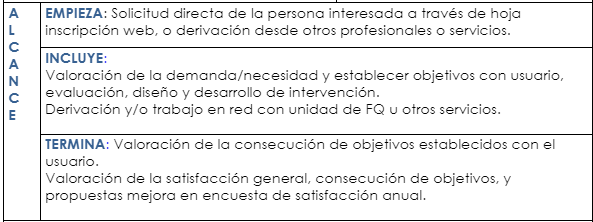 ALCANCE
EMPIEZA: Solicitud directa de la persona interesada a través de hoja
inscripción web, o derivación desde otros profesionales o servicios.
INCLUYE:
Valoración de la demanda/necesidad y establecer objetivos con usuario,
evaluación, diseño y desarrollo de intervención.
Derivación y/o trabajo en red con unidad de FQ u otros servicios.
TERMINA: Valoración de la consecución de objetivos establecidos con el
usuario.
Valoración de la satisfacción general, consecución de objetivos, y
propuestas mejora en encuesta de satisfacción anual.